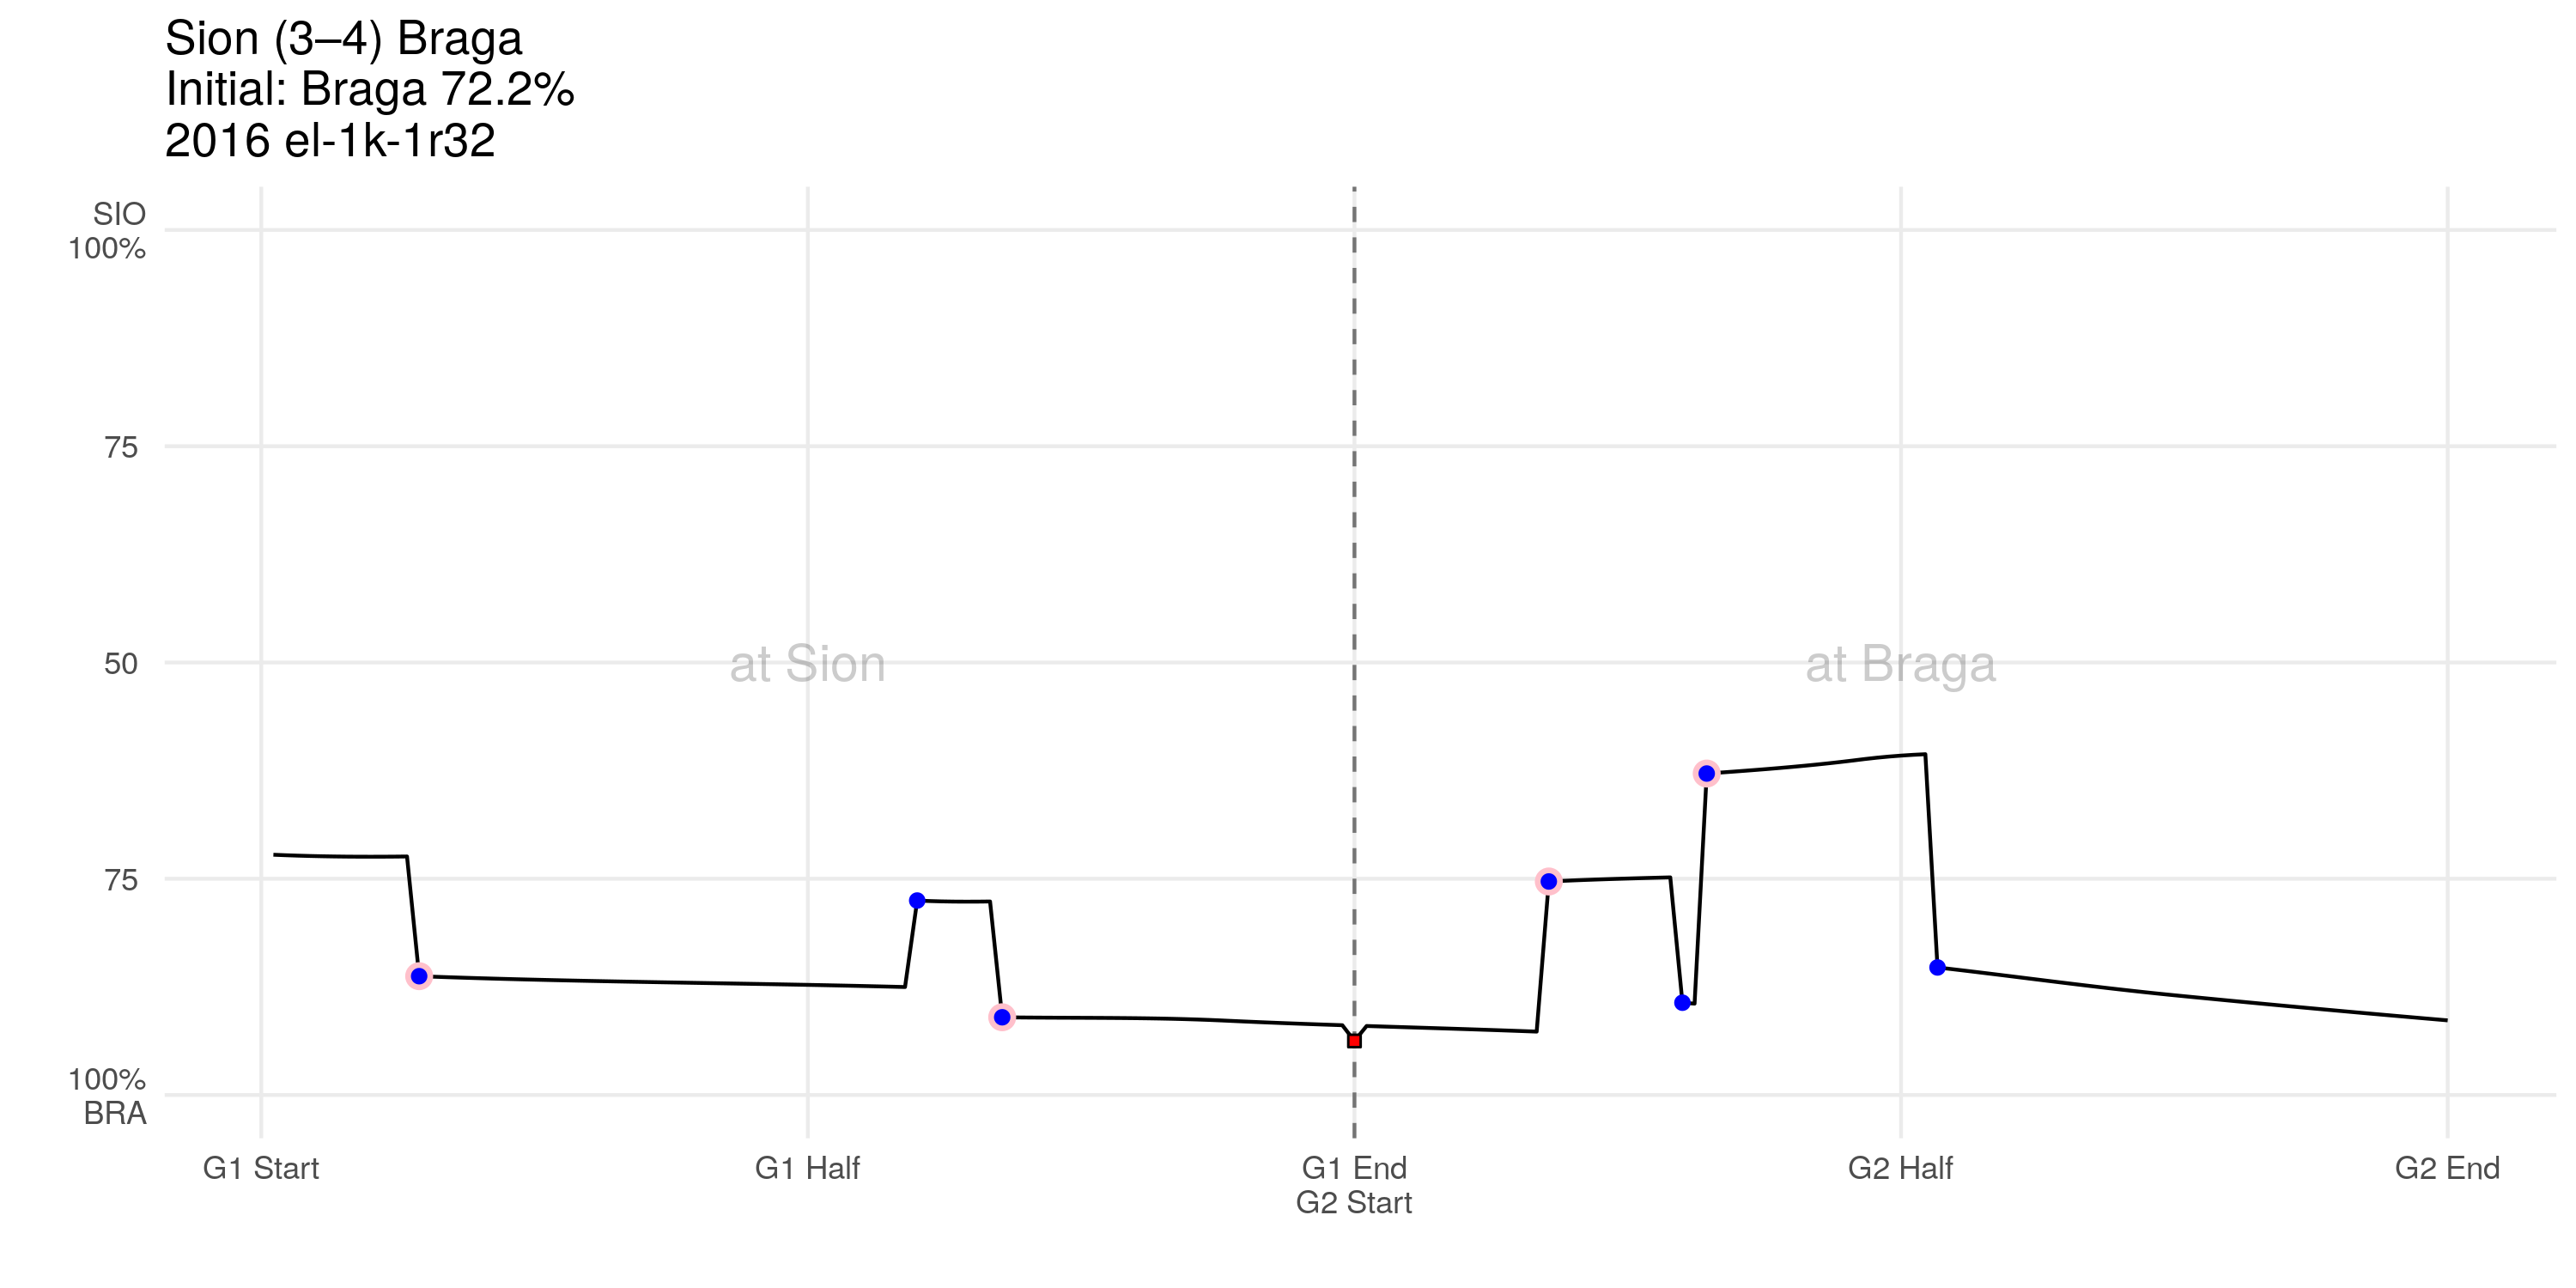 Sion (3–4) Braga
Initial: Braga 72.2%
2016 el-1k-1r32
SIO
100%
75
50
75
100%
BRA
at Sion
at Braga
G1 Start
G1 Half
G1 End
G2 Start
G2 Half
G2 End